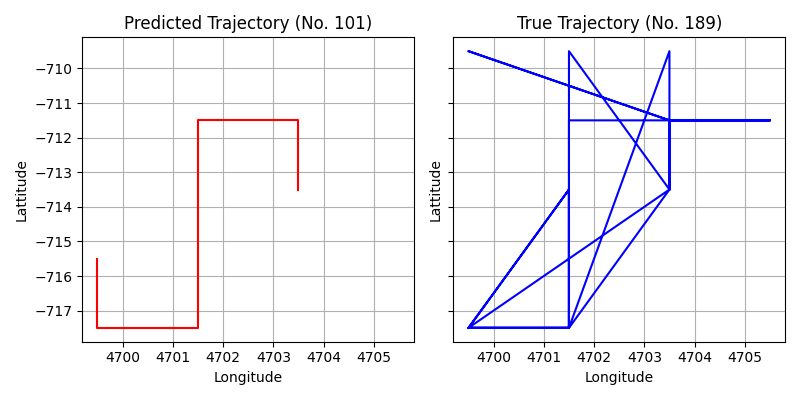 Predicted Trajectory (No. 101)
Lattitude
−710
−711
−712
−713
−714
−715
−716
−717
4700 4701 4702 4703 4704 4705
Longitude
True Trajectory (No. 189)
Lattitude
4700 4701 4702 4703 4704 4705
Longitude